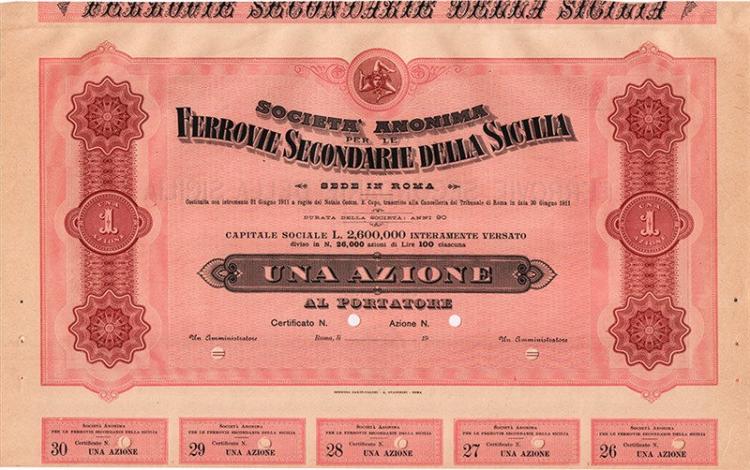 FERROVIE SECONDARIE DELLA SICILIA
SOCIETA' ANONIMA
PER LE
FERROVIE SECONDARIE DELLA SICILIA
SEDE IN ROMA
Costituita con istromento 21 Giugno 1911 a rogito del Notaio Comm. E. Capo, trascritto alla Cancelleria del Tribunale di Roma in data 30 Giugno 1911
DURATA DELLA SOCIETÀ: ANNI 90
CAPITALE SOCIALE L. 2,600,000 INTERAMENTE VERSATO
diviso in N. 26,000 azioni di Lire 100 ciascuna
UNA
1
AZIONE
UNA
1
AZIONE
UNA AZIONE
AL PORTATORE
Certificato N. Azione N.
Un Amministratore Roma, li 19 Un Amministratore
ROMA
SOCIETÀ ANONIMA
PER LE FERROVIE SECONDARIE DELLA SICILIA
30 Certificato N.
UNA AZIONE
SOCIETÀ ANONIMA
PER LE FERROVIE SECONDARIE DELLA SICILIA
29 Certificato N.
UNA AZIONE
SOCIETÀ ANONIMA
PER LE FERROVIE SECONDARIE DELLA SICILIA
28 Certificato N.
UNA AZIONE
SOCIETÀ ANONIMA
PER LE FERROVIE SECONDARIE DELLA SICILIA
27 Certificato N.
UNA AZIONE
SOCIETÀ ANONIMA
PER LE FERROVIE SECONDARIE DELLA SICILIA
26 Certificato N.
UNA AZIONE